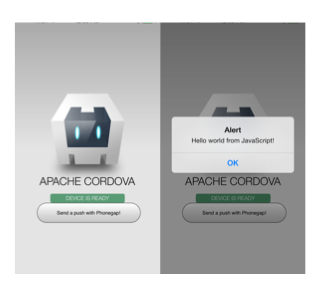 APACHE CORDOVA
DEVICE IS READY
Send a push with Phonegap!
Alert
Hello world from JavaScript!
OK
APACHE CORDOVA
DEVICE IS READY
Send a push with Phonegap!